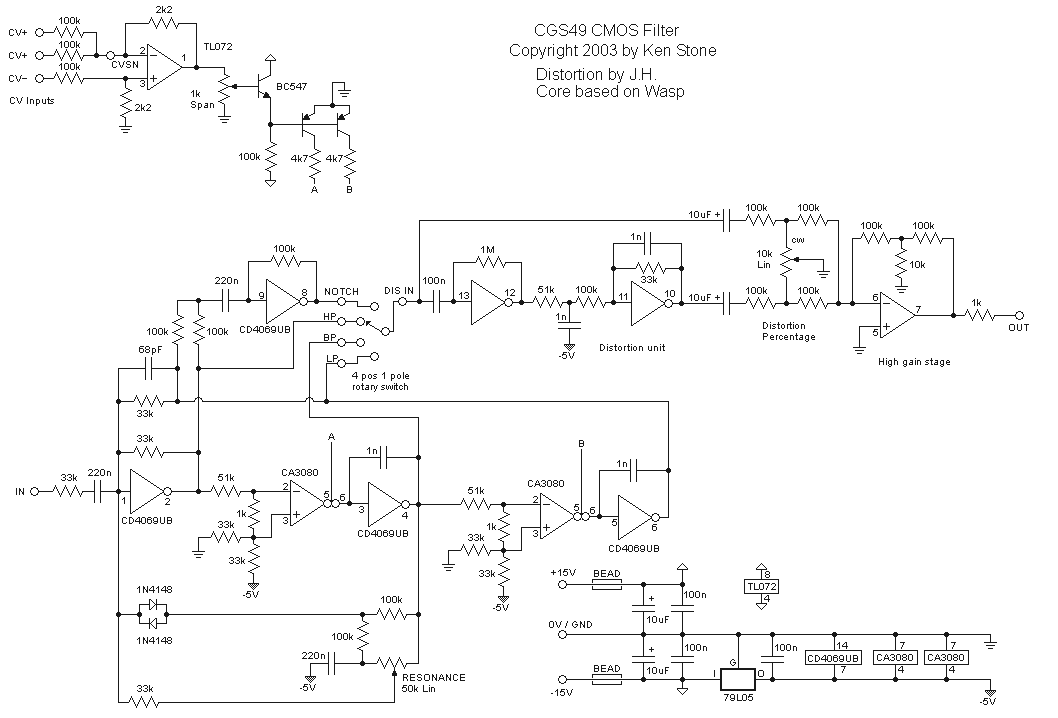 CGS49 CMOS Filter
Copyright 2003 by Ken Stone
Distortion by J.H.
Core based on Wasp
100k
2k2
CV+
100k
TL072
CV+
CVSN
2
1
100k
CV-
3
CV Inputs
2k2
1k
Span
BC547
100k
4k7
4k7
A
B
100k
220n
9
8
NOTCH
DIS IN
100k
100k
CD4069UB
HP
68pF
BP
LP
4 pos 1 pole
rotary switch
33k
100n
1M
13
12
51k
100k
1n
-5V
1n
33k
11
10
Distortion unit
10uF +
100k
100k
cw
10k
Lin
10uF +
100k
100k
Distortion
Percentage
100k
100k
10k
6
7
5
+
1k
OUT
High gain stage
33k
IN
33k
220n
1
2
CD4069UB
51k
1k
33k
33k
-5V
CA3080
A
2
3
5
6
1n
3
4
CD4069UB
51k
1k
33k
33k
-5V
CA3080
B
2
3
5
6
1n
5
6
CD4069UB
1N4148
1N4148
100k
100k
220n
-5V
RESONANCE
50k Lin
33k
+15V
BEAD
+
10uF
100n
0V / GND
+
10uF
100n
BEAD
-15V
8
TL072
4
G
I
O
79L05
100n
14
CD4069UB
7
7
CA3080
4
7
CA3080
4
-5V